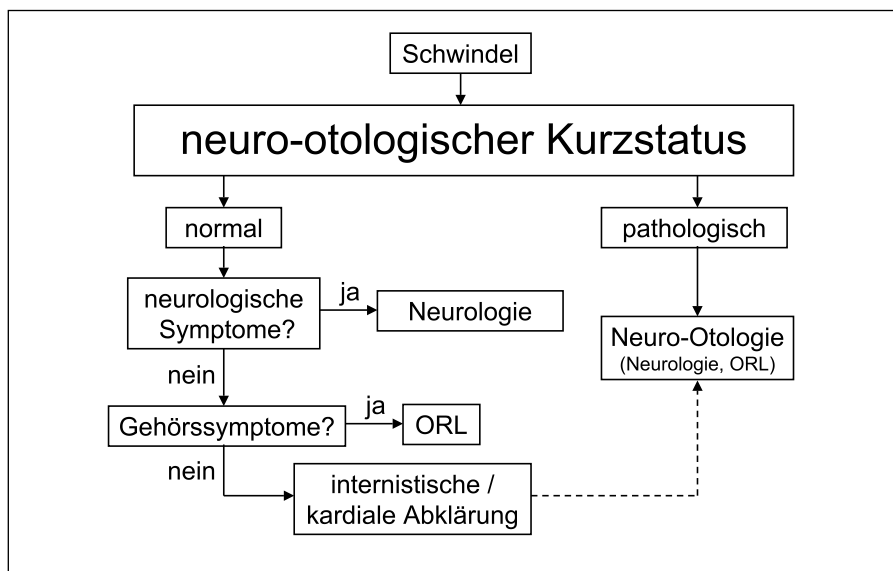 Schwindel
neuro-otologischer Kurzstatus
normal
pathologisch
neurologische
Symptome?
ja
Neurologie
Neuro-Otologie
(Neurologie, ORL)
nein
Gehörssymptome?
ja
ORL
nein
internistische /
kardiale Abklärung